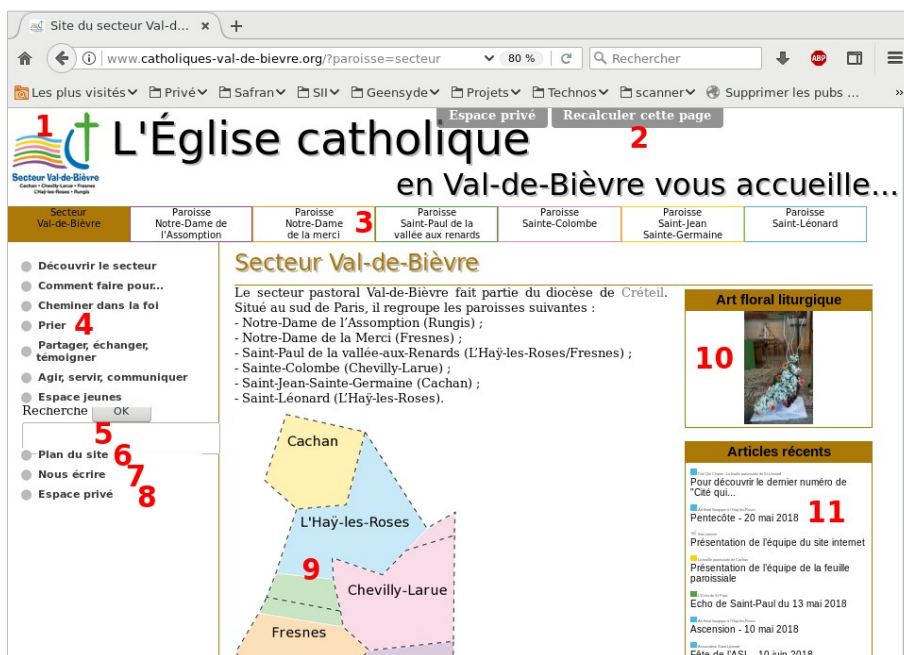 Site du secteur Val-d... × +
www.catholiques-val-de-bievre.org/?paroisse=secteur 80 % Rechercher ABP
Les plus visités Privé Safran SII Geensyde Projets Technos scanner Supprimer les pubs ... »
Espace privé Recalculer cette page
1
L'Église catholique
2
en Val-de-Bièvre vous accueille...
Secteur Val-de-Bièvre
Cachan • Chevilly-Larue • Fresnes
L'Haÿ-les-Roses • Rungis
Secteur
Val-de-Bièvre
Paroisse
Notre-Dame de
l'Assomption
Paroisse
Notre-Dame
de la merci
3
Paroisse
Saint-Paul de la
vallée aux renards
Paroisse
Sainte-Colombe
Paroisse
Saint-Jean
Sainte-Germaine
Paroisse
Saint-Léonard
Découvrir le secteur
Comment faire pour...
Cheminer dans la foi
Prier 4
Partager, échanger,
témoigner
Agir, servir, communiquer
Espace jeunes
Recherche OK
5
Plan du site 6
Nous écrire 7
Espace privé 8
Secteur Val-de-Bièvre
Le secteur pastoral Val-de-Bièvre fait partie du diocèse de Créteil.
Situé au sud de Paris, il regroupe les paroisses suivantes :
- Notre-Dame de l'Assomption (Rungis) ;
- Notre-Dame de la Merci (Fresnes) ;
- Saint-Paul de la vallée-aux-Renards (L'Haÿ-les-Roses/Fresnes) ;
- Sainte-Colombe (Chevilly-Larue) ;
- Saint-Jean-Sainte-Germaine (Cachan) ;
- Saint-Léonard (L'Haÿ-les-Roses).
Cachan
L'Haÿ-les-Roses
9
Chevilly-Larue
Fresnes
Art floral liturgique
10
Articles récents
Pour découvrir le dernier numéro de
"Cité qui...
Pentecôte - 20 mai 2018 11
Présentation de l'équipe du site internet
Présentation de l'équipe de la feuille
paroissiale
Echo de Saint-Paul du 13 mai 2018
Ascension - 10 mai 2018
Fête de l'ASL - 10 juin 2018